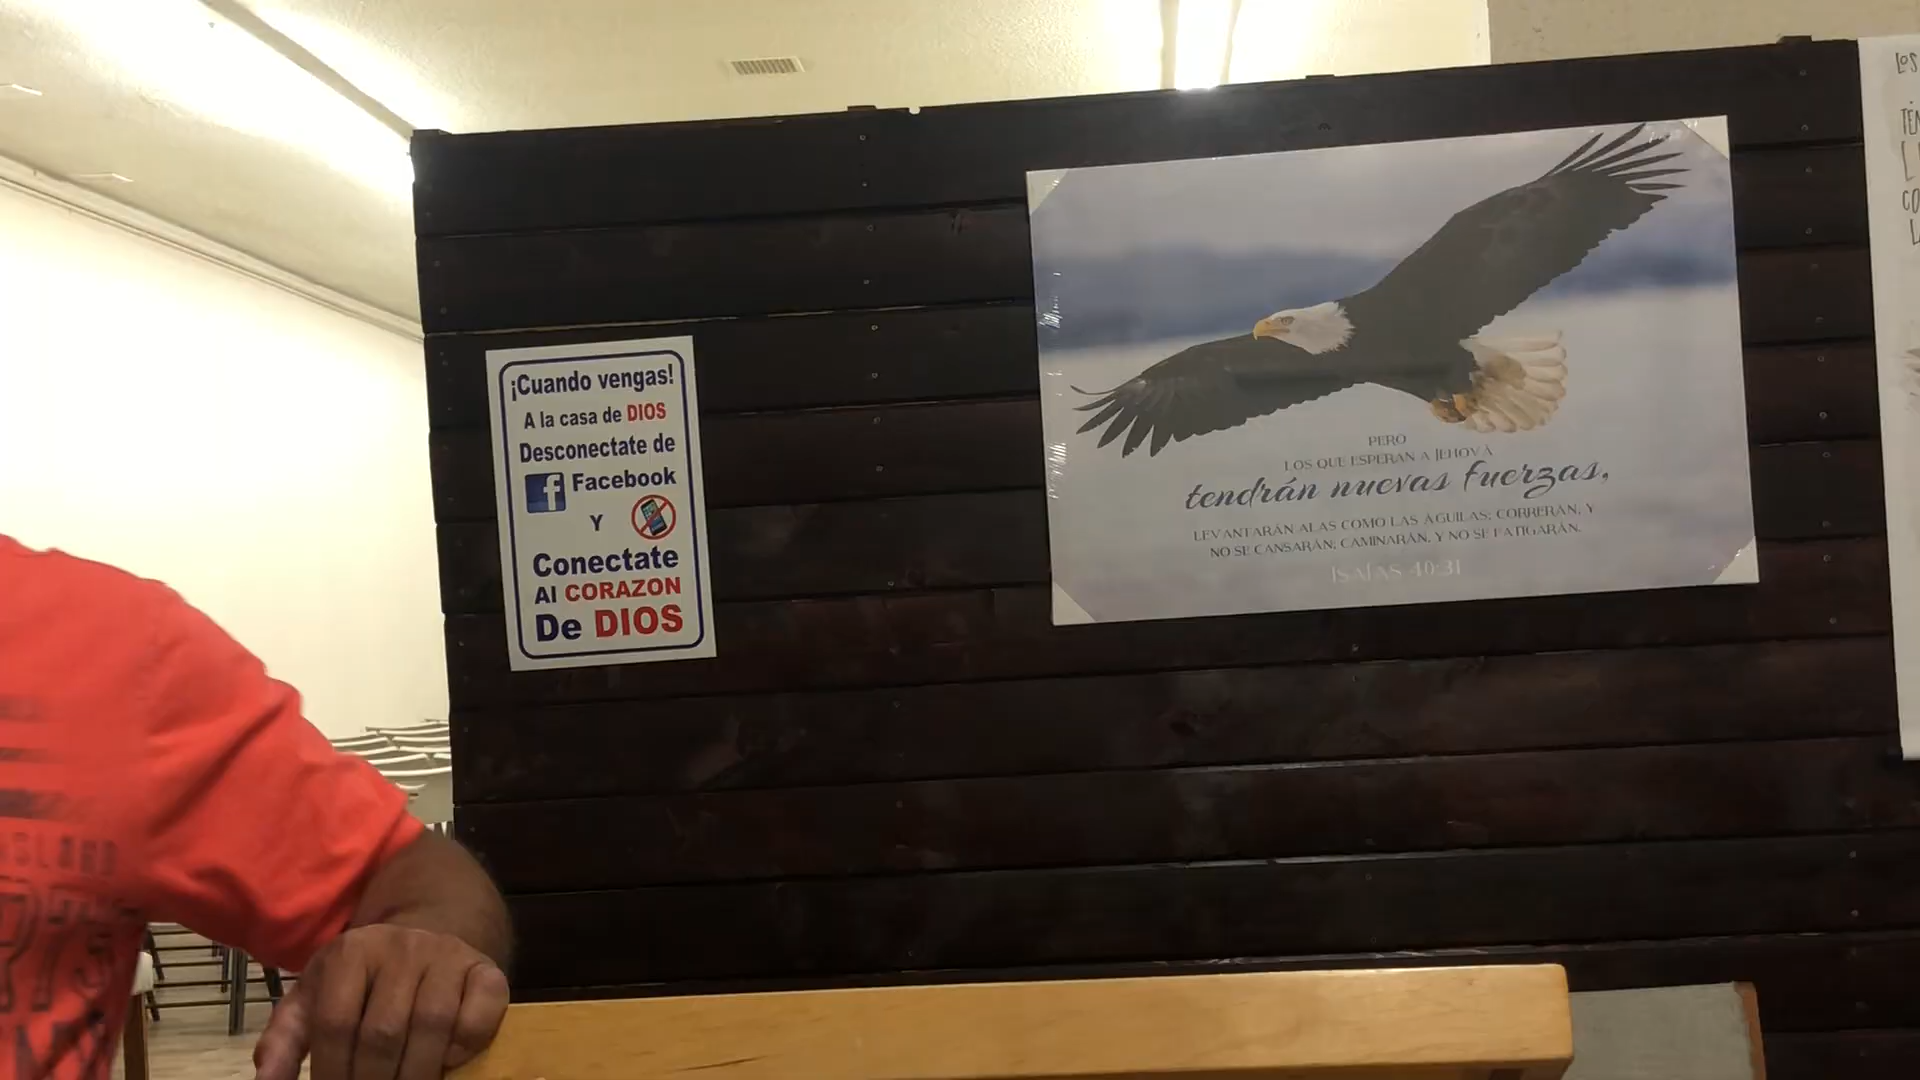 ¡Cuando vengas!
A la casa de DIOS
Desconectate de
f Facebook
Y
Conectate
Al CORAZON
De DIOS
PERO
LOS QUE ESPERAN A JEHOVÁ
tendrán nuevas fuerzas,
LEVANTARÁN ALAS COMO LAS ÁGUILAS; CORRERÁN, Y
NO SE CANSARÁN; CAMINARÁN, Y NO SE FATIGARÁN.
ISAÍAS 40:31
LOS